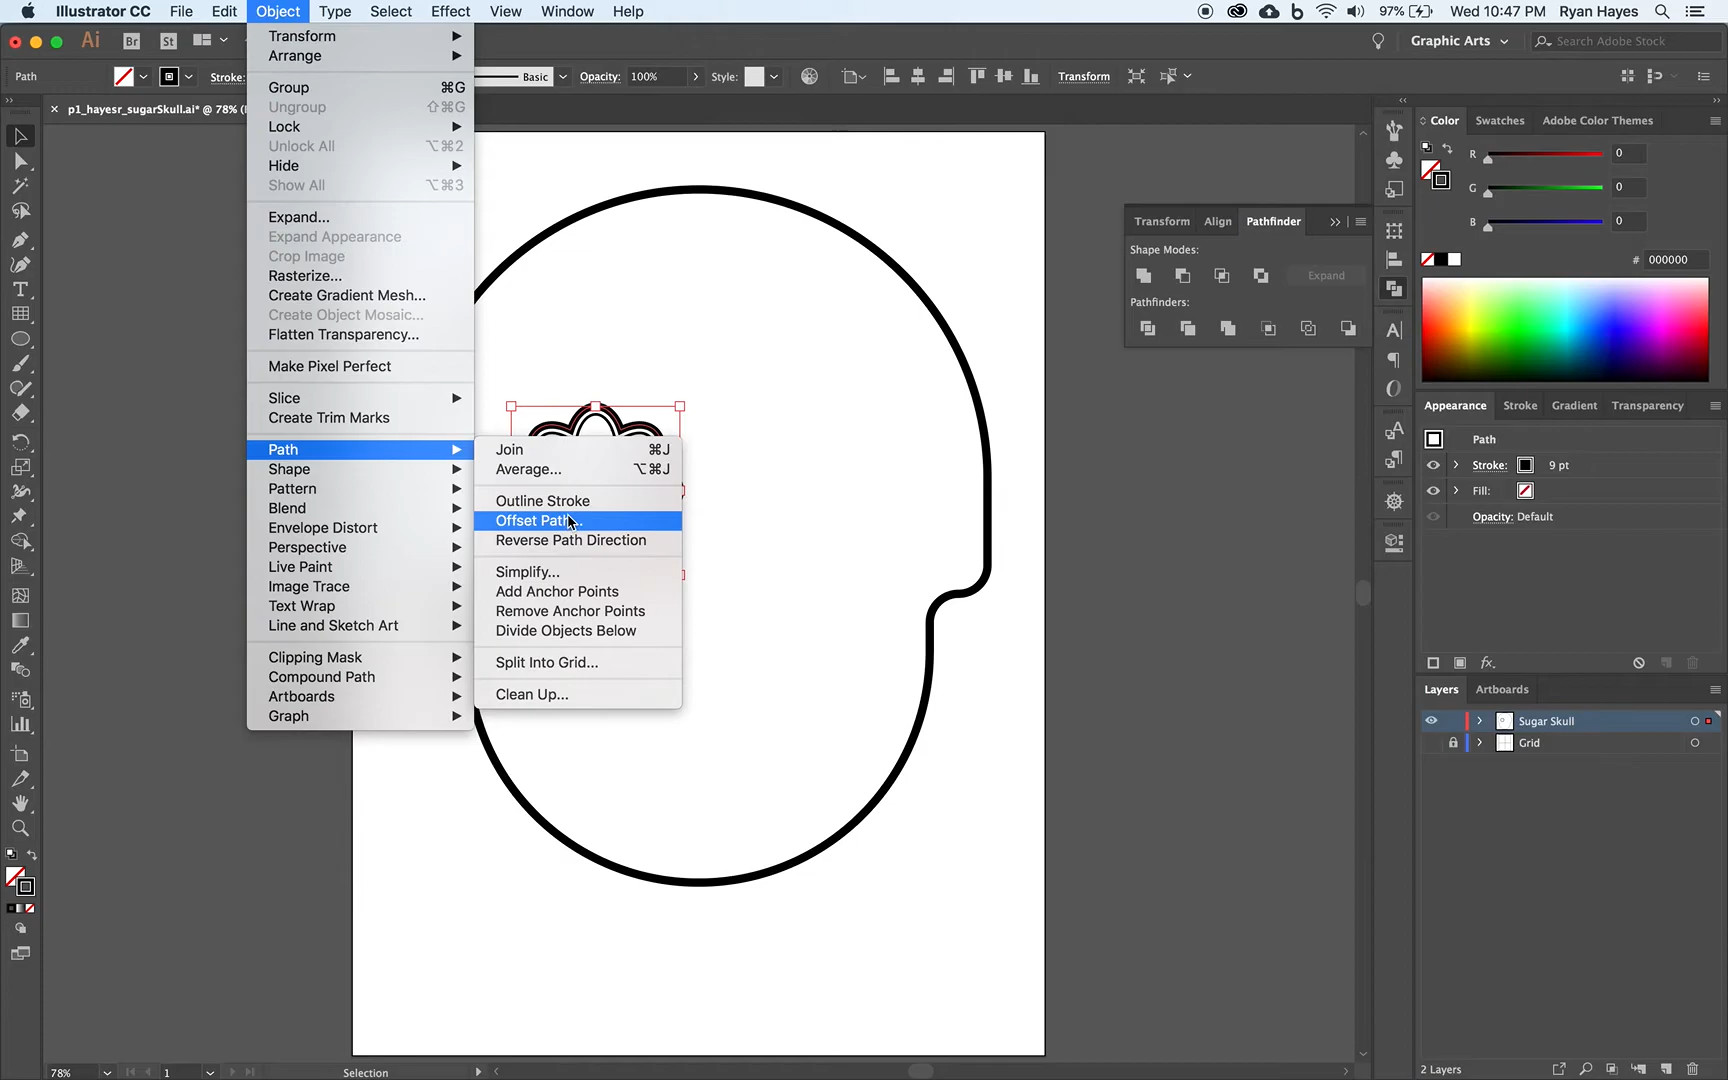 Illustrator CC File Edit Object Type Select Effect View Window Help 97% Wed 10:47 PM Ryan Hayes
Ai Br St Graphic Arts Search Adobe Stock
Path Stroke: Basic Opacity: 100% Style: Transform
p1_hayesr_sugarSkull.ai* @ 78%
Transform
Arrange
Group ⌘G
Ungroup ⇧⌘G
Lock
Unlock All ⌥⌘2
Hide
Show All ⌥⌘3
Expand...
Expand Appearance
Crop Image
Rasterize...
Create Gradient Mesh...
Create Object Mosaic...
Flatten Transparency...
Make Pixel Perfect
Slice
Create Trim Marks
Path
Shape
Pattern
Blend
Envelope Distort
Perspective
Live Paint
Image Trace
Text Wrap
Line and Sketch Art
Clipping Mask
Compound Path
Artboards
Graph
Join ⌘J
Average... ⌥⌘J
Outline Stroke
Offset Path...
Reverse Path Direction
Simplify...
Add Anchor Points
Remove Anchor Points
Divide Objects Below
Split Into Grid...
Clean Up...
Transform Align Pathfinder
Shape Modes:
Expand
Pathfinders:
Color Swatches Adobe Color Themes
R 0
G 0
B 0
# 000000
Appearance Stroke Gradient Transparency
Path
Stroke: 9 pt
Fill:
Opacity: Default
fx
Layers Artboards
Sugar Skull
Grid
2 Layers
78% 1 Selection